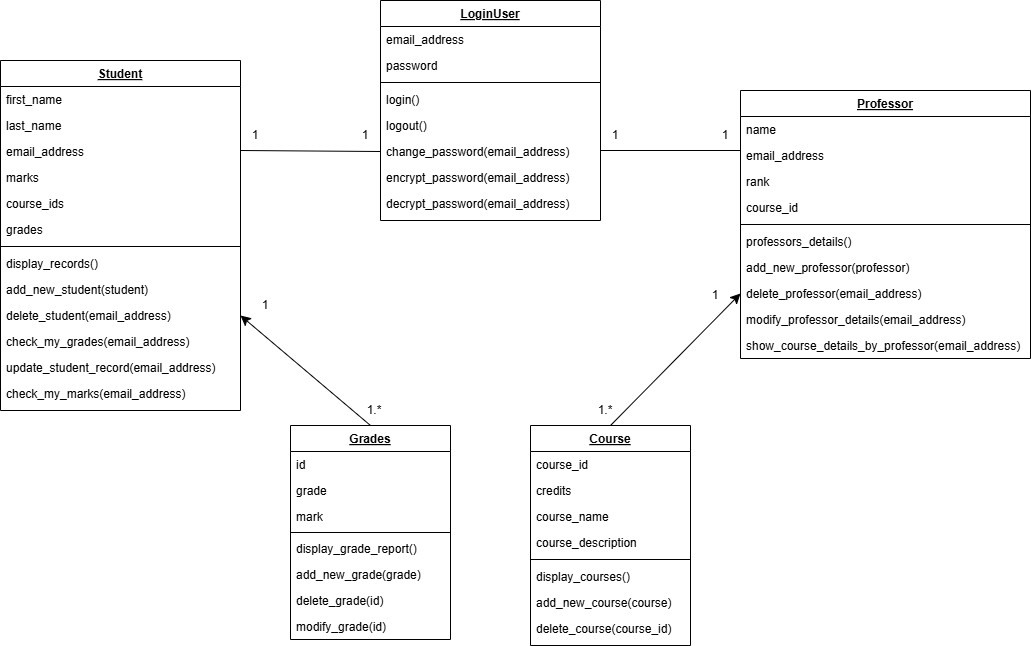 LoginUser
email_address
password
login()
logout()
change_password(email_address)
encrypt_password(email_address)
decrypt_password(email_address)
Student
first_name
last_name
email_address
marks
course_ids
grades
display_records()
add_new_student(student)
delete_student(email_address)
check_my_grades(email_address)
update_student_record(email_address)
check_my_marks(email_address)
1
1
1
1
Professor
name
email_address
rank
course_id
professors_details()
add_new_professor(professor)
delete_professor(email_address)
modify_professor_details(email_address)
show_course_details_by_professor(email_address)
1
1
1.*
1.*
Grades
id
grade
mark
display_grade_report()
add_new_grade(grade)
delete_grade(id)
modify_grade(id)
Course
course_id
credits
course_name
course_description
display_courses()
add_new_course(course)
delete_course(course_id)